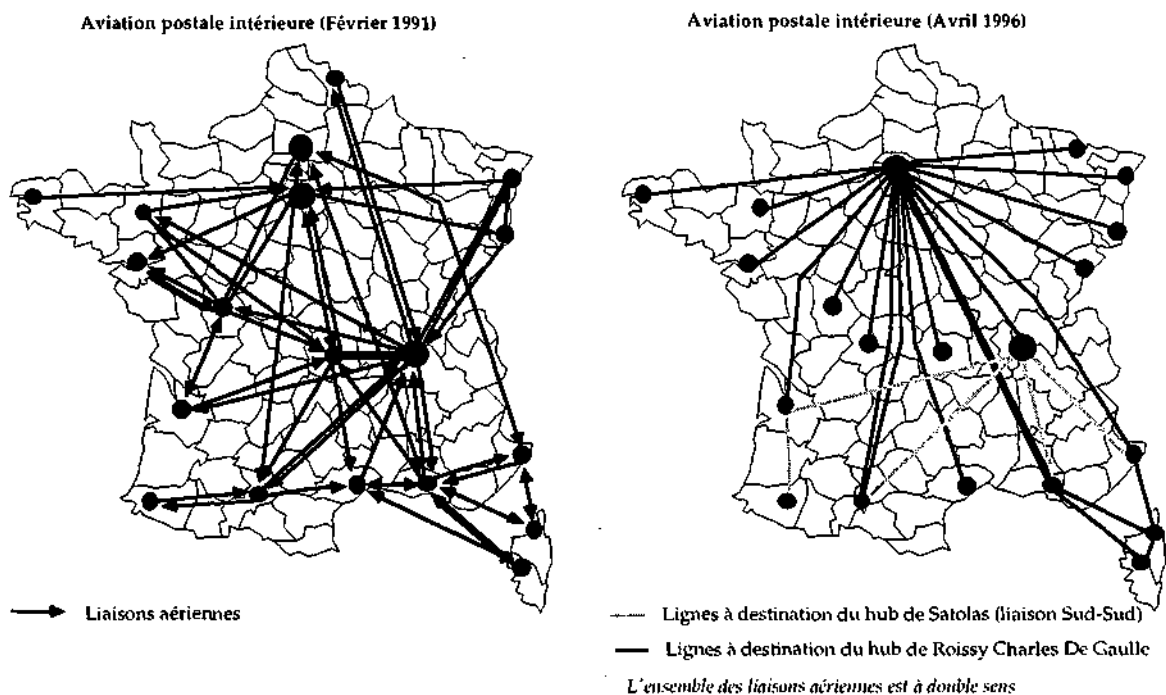 Aviation postale intérieure (Février 1991)
Aviation postale intérieure (Avril 1996)
Liaisons aériennes
Lignes à destination du hub de Satolas (liaison Sud-Sud)
Lignes à destination du hub de Roissy Charles De Gaulle
L'ensemble des liaisons aériennes est à double sens